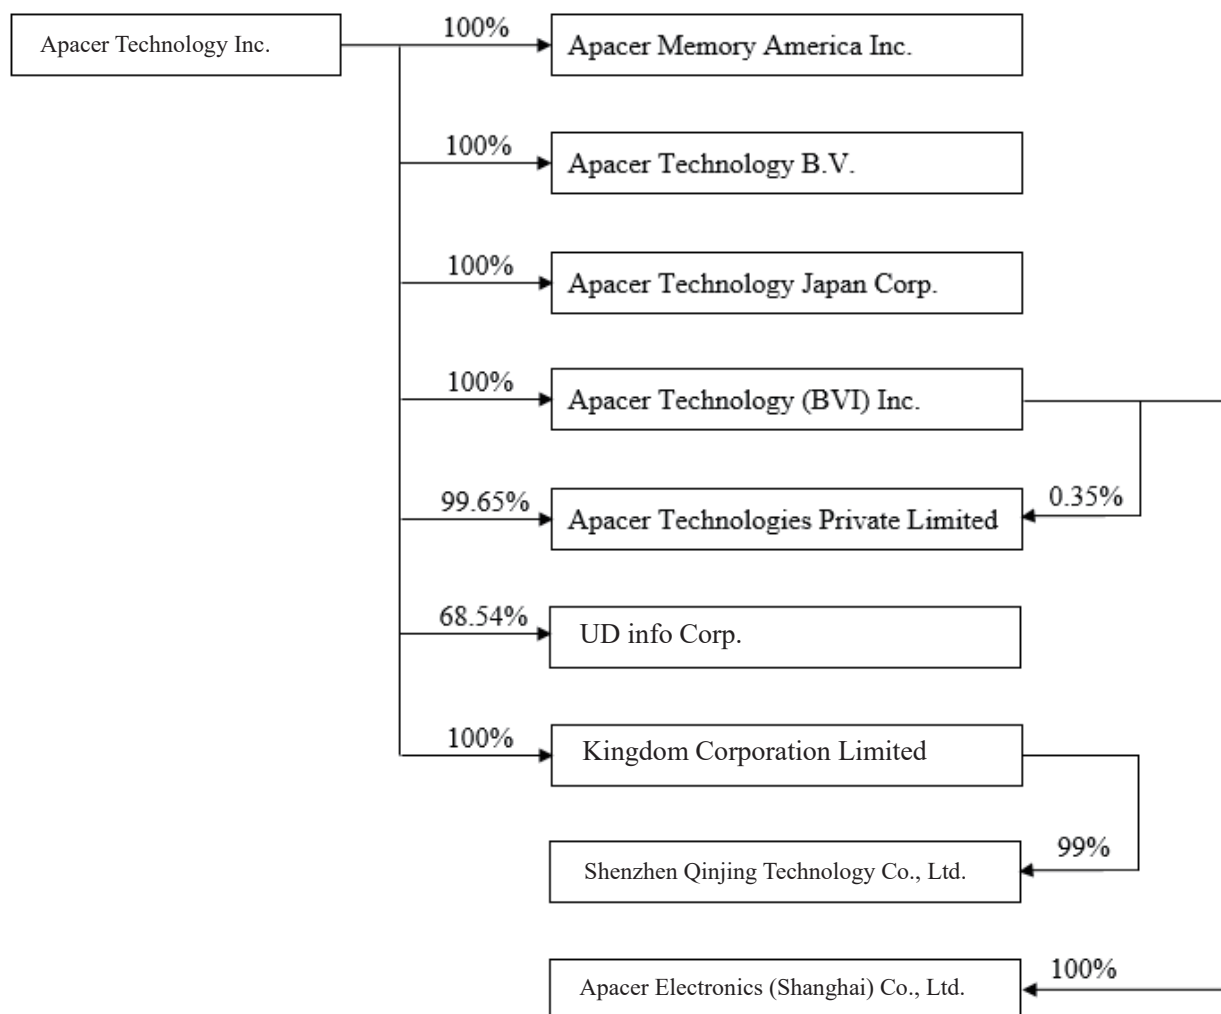 Apacer Technology Inc.
100%
Apacer Memory America Inc.
100%
Apacer Technology B.V.
100%
Apacer Technology Japan Corp.
100%
Apacer Technology (BVI) Inc.
99.65%
Apacer Technologies Private Limited
0.35%
68.54%
UD info Corp.
100%
Kingdom Corporation Limited
Shenzhen Qinjing Technology Co., Ltd.
99%
Apacer Electronics (Shanghai) Co., Ltd.
100%